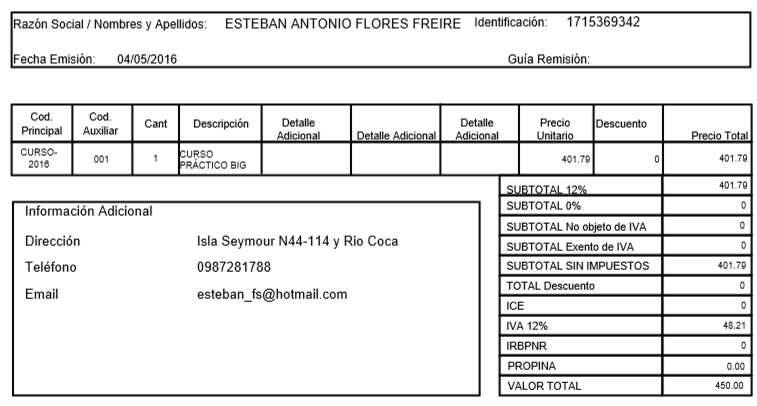 Razón Social / Nombres y Apellidos: ESTEBAN ANTONIO FLORES FREIRE Identificación: 1715369342
Fecha Emisión: 04/05/2016 Guía Remisión:
Cod. Principal Cod. Auxiliar Cant Descripción Detalle Adicional Detalle Adicional Detalle Adicional Precio Unitario Descuento Precio Total
CURSO-2016 001 1 CURSO PRÁCTICO BIG 401.79 0 401.79
SUBTOTAL 12% 401.79
SUBTOTAL 0% 0
SUBTOTAL No objeto de IVA 0
SUBTOTAL Exento de IVA 0
SUBTOTAL SIN IMPUESTOS 401.79
TOTAL Descuento 0
ICE 0
IVA 12% 48.21
IRBPNR 0
PROPINA 0.00
VALOR TOTAL 450.00
Información Adicional
Dirección Isla Seymour N44-114 y Rio Coca
Teléfono 0987281788
Email esteban_fs@hotmail.com